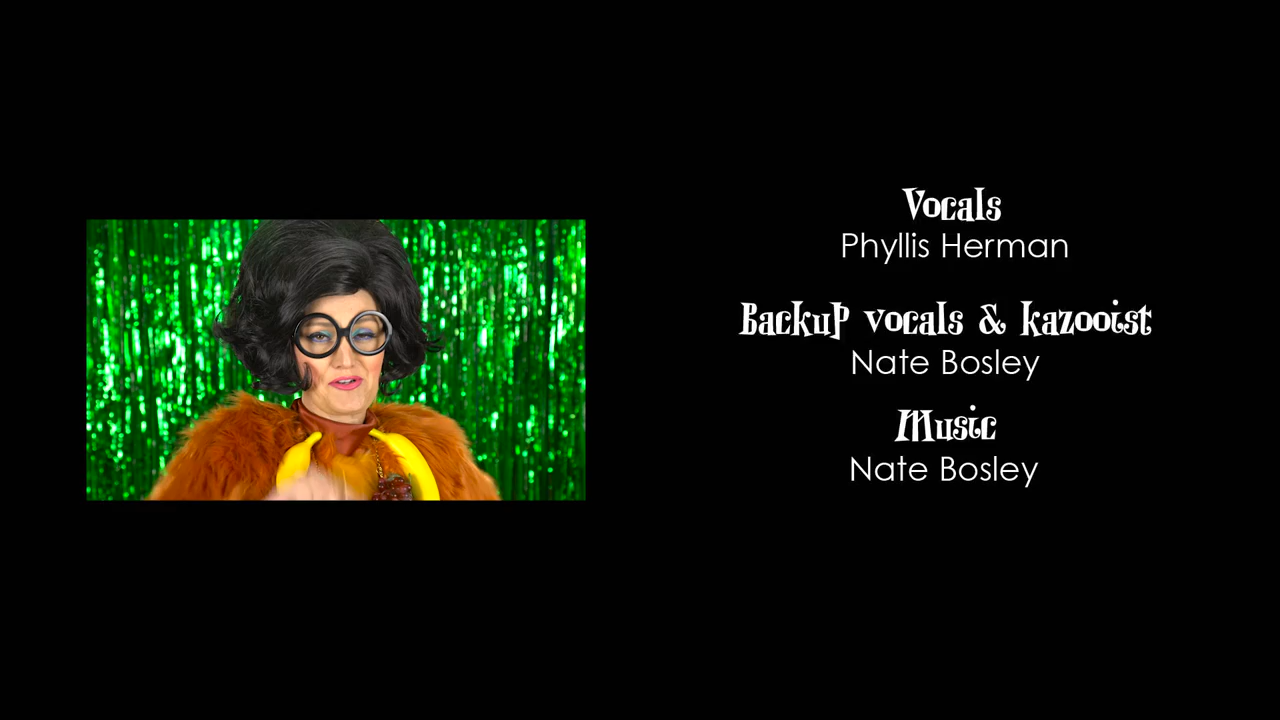 Vocals
Phyllis Herman
Backup vocals & kazooist
Nate Bosley
Music
Nate Bosley